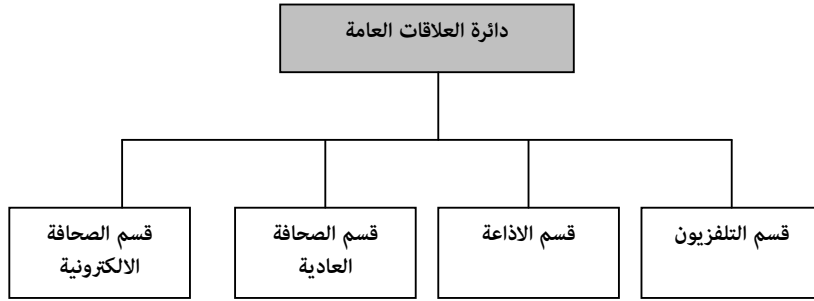 دائرة العلاقات العامة
قسم التلفزيون
قسم الاذاعة
قسم الصحافة
العادية
قسم الصحافة
الالكترونية